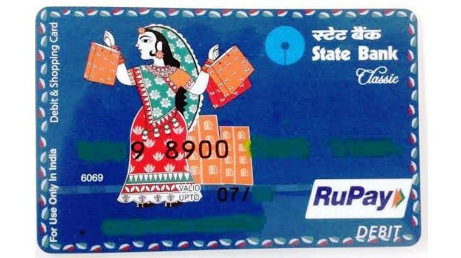 स्टेट बैंक
State Bank
Classic
Debit & Shopping Card
For Use Only In India
9 8900
6069
VALID
UPTO 07/
RuPay
DEBIT